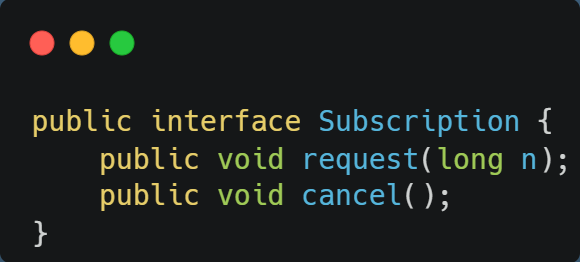 public interface Subscription {
    public void request(long n);
    public void cancel();
}